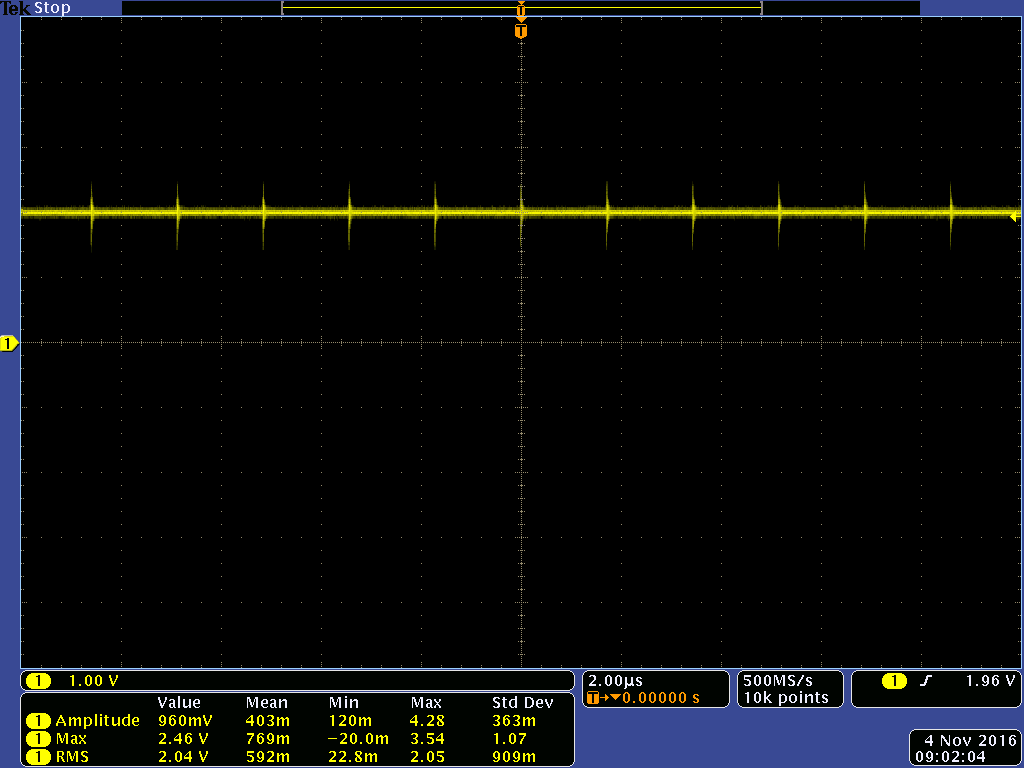 Tek Stop
T
T
1
1 1.00 V
2.00µs
T→▼0.00000 s
500MS/s
10k points
1 ƒ 1.96 V
Value Mean Min Max Std Dev
1 Amplitude 960mV 403m 120m 4.28 363m
1 Max 2.46 V 769m −20.0m 3.54 1.07
1 RMS 2.04 V 592m 22.8m 2.05 909m
4 Nov 2016
09:02:04